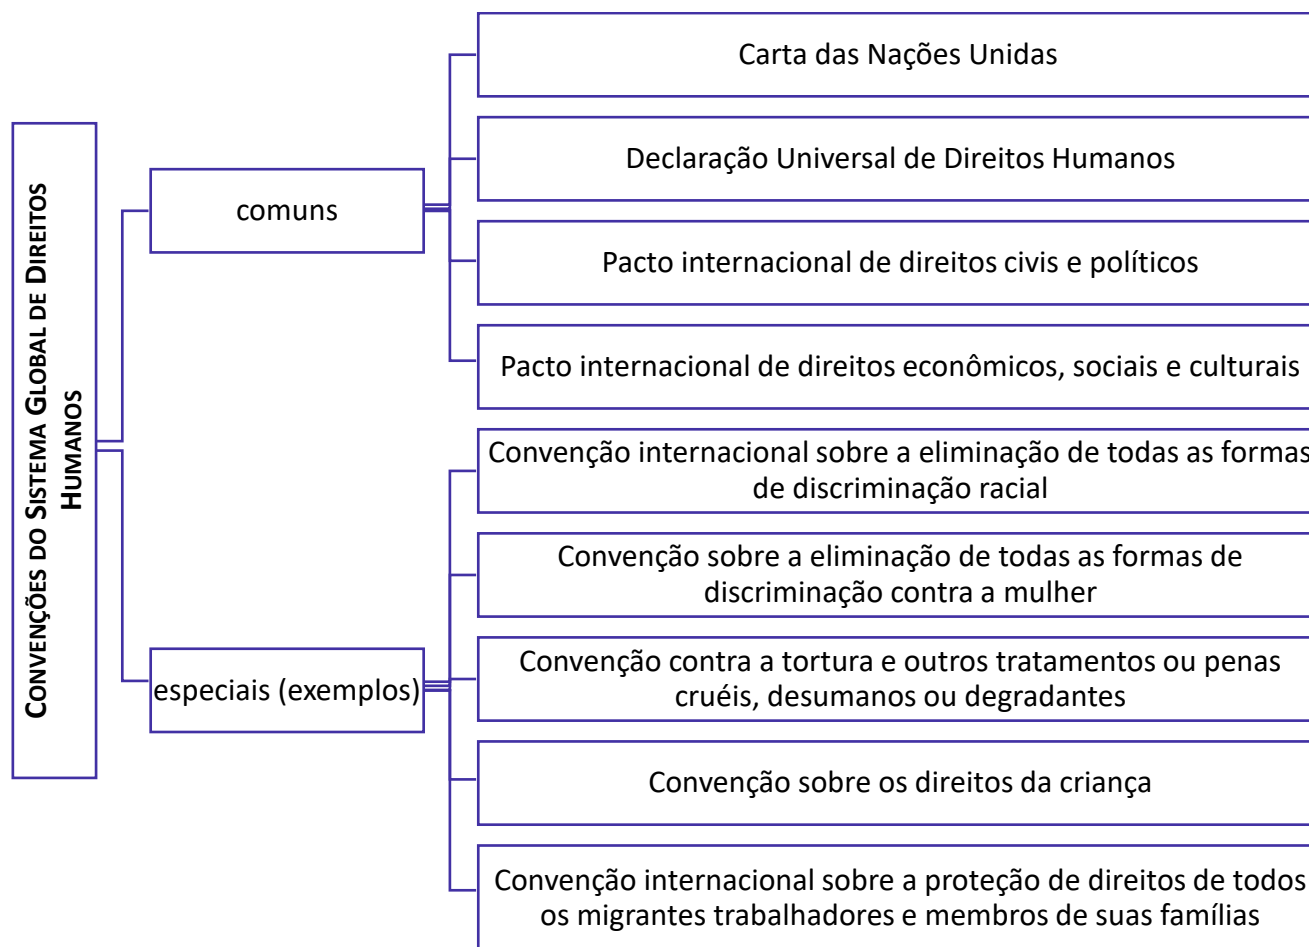 CONVENÇÕES DO SISTEMA GLOBAL DE DIREITOS
HUMANOS
comuns
Carta das Nações Unidas
Declaração Universal de Direitos Humanos
Pacto internacional de direitos civis e políticos
Pacto internacional de direitos econômicos, sociais e culturais
especiais (exemplos)
Convenção internacional sobre a eliminação de todas as formas
de discriminação racial
Convenção sobre a eliminação de todas as formas de
discriminação contra a mulher
Convenção contra a tortura e outros tratamentos ou penas
cruéis, desumanos ou degradantes
Convenção sobre os direitos da criança
Convenção internacional sobre a proteção de direitos de todos
os migrantes trabalhadores e membros de suas famílias